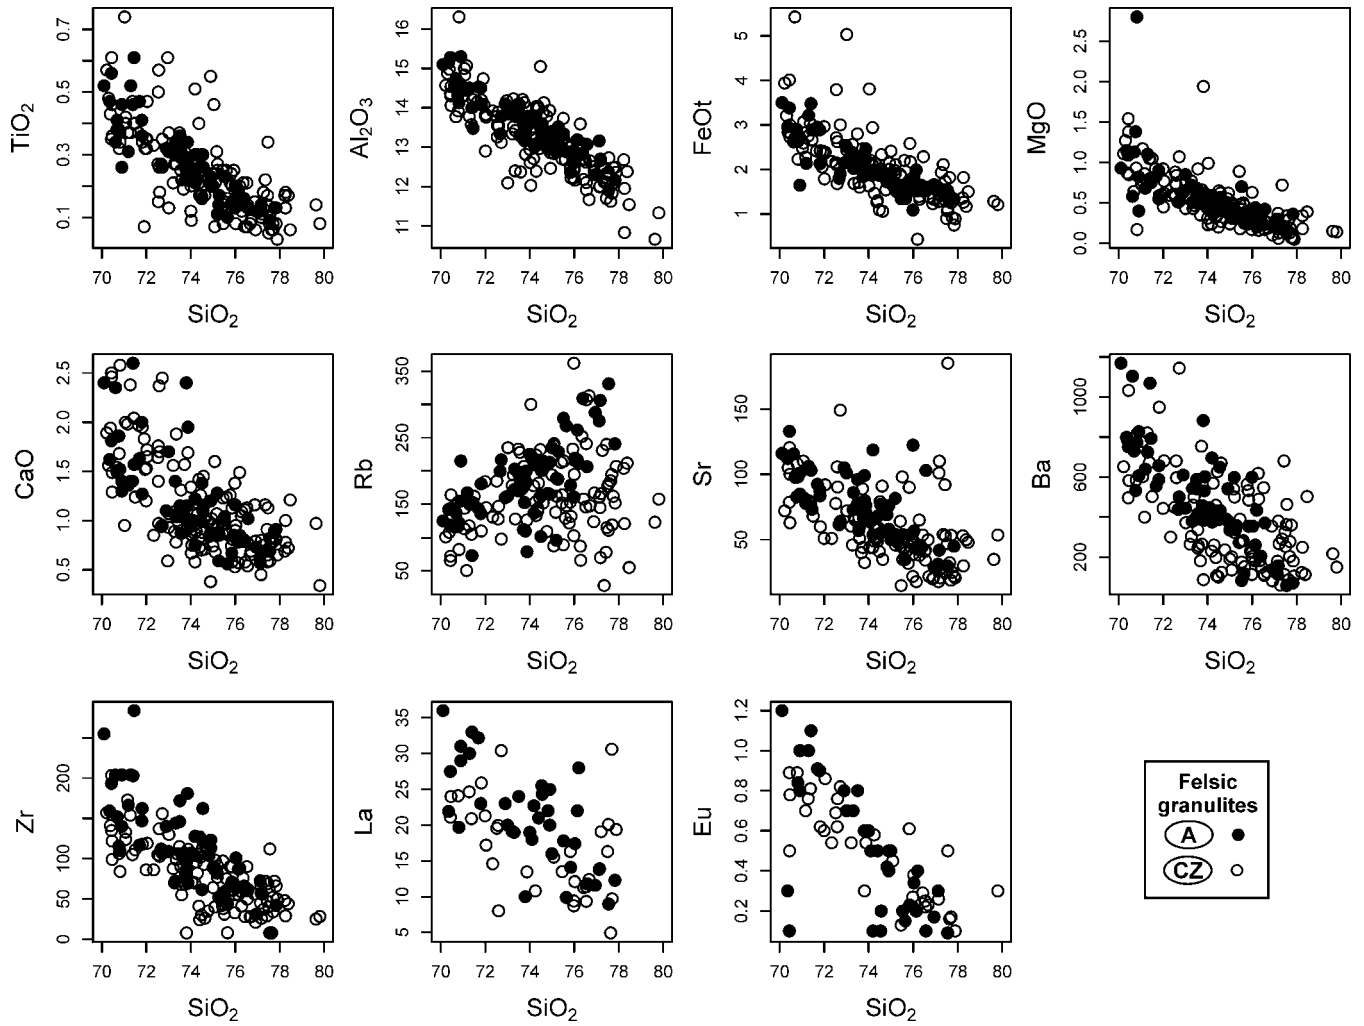 TiO2
0.1 0.3 0.5 0.7
70 72 74 76 78 80
SiO2
Al2O3
11 12 13 14 15 16
70 72 74 76 78 80
SiO2
FeOt
1 2 3 4 5
70 72 74 76 78 80
SiO2
MgO
0.0 0.5 1.0 1.5 2.0 2.5
70 72 74 76 78 80
SiO2
CaO
0.5 1.0 1.5 2.0 2.5
70 72 74 76 78 80
SiO2
Rb
50 150 250 350
70 72 74 76 78 80
SiO2
Sr
50 100 150
70 72 74 76 78 80
SiO2
Ba
200 600 1000
70 72 74 76 78 80
SiO2
Zr
0 50 100 200
70 72 74 76 78 80
SiO2
La
5 10 15 20 25 30 35
70 72 74 76 78 80
SiO2
Eu
0.2 0.4 0.6 0.8 1.0 1.2
70 72 74 76 78 80
SiO2
Felsic
granulites
A
CZ